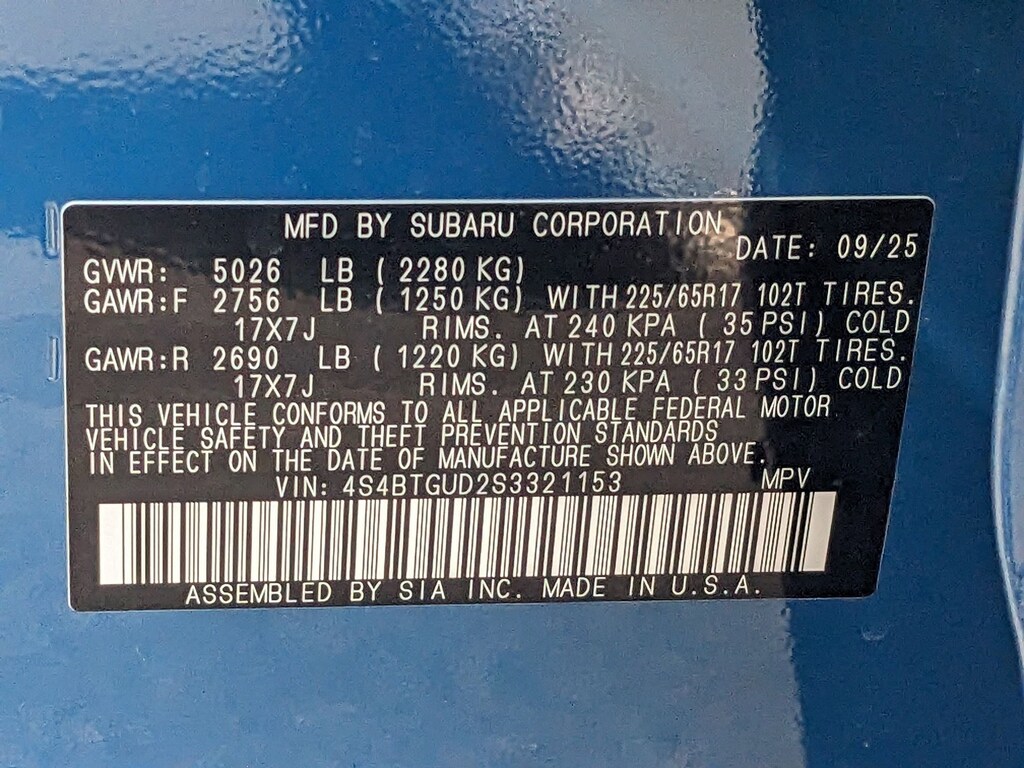 MFD BY SUBARU CORPORATION
DATE: 09/25
GVWR: 5026 LB ( 2280 KG)
GAWR:F 2756 LB ( 1250 KG) WITH 225/65R17 102T TIRES.
17X7J RIMS. AT 240 KPA ( 35 PSI) COLD
GAWR:R 2690 LB ( 1220 KG) WITH 225/65R17 102T TIRES.
17X7J RIMS. AT 230 KPA ( 33 PSI) COLD
THIS VEHICLE CONFORMS TO ALL APPLICABLE FEDERAL MOTOR
VEHICLE SAFETY AND THEFT PREVENTION STANDARDS
IN EFFECT ON THE DATE OF MANUFACTURE SHOWN ABOVE.
VIN: 4S4BTGUD2S3321153 MPV
ASSEMBLED BY SIA INC. MADE IN U.S.A.